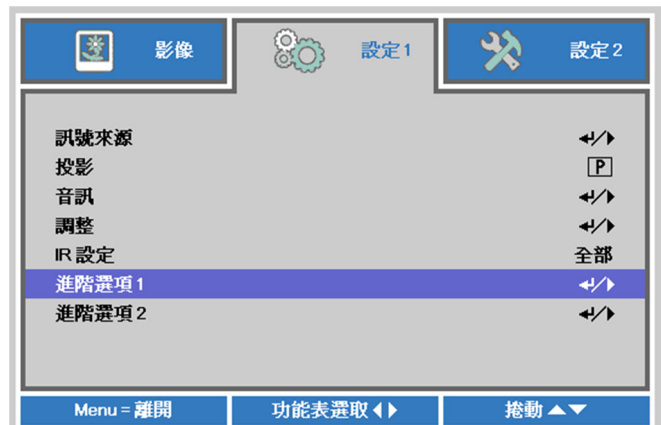 影像 設定1 設定2
訊號來源
投影 P
音訊
調整
IR 設定 全部
進階選項1
進階選項2
Menu = 離開 功能表選取 ◀▶ 捲動 ▲▼